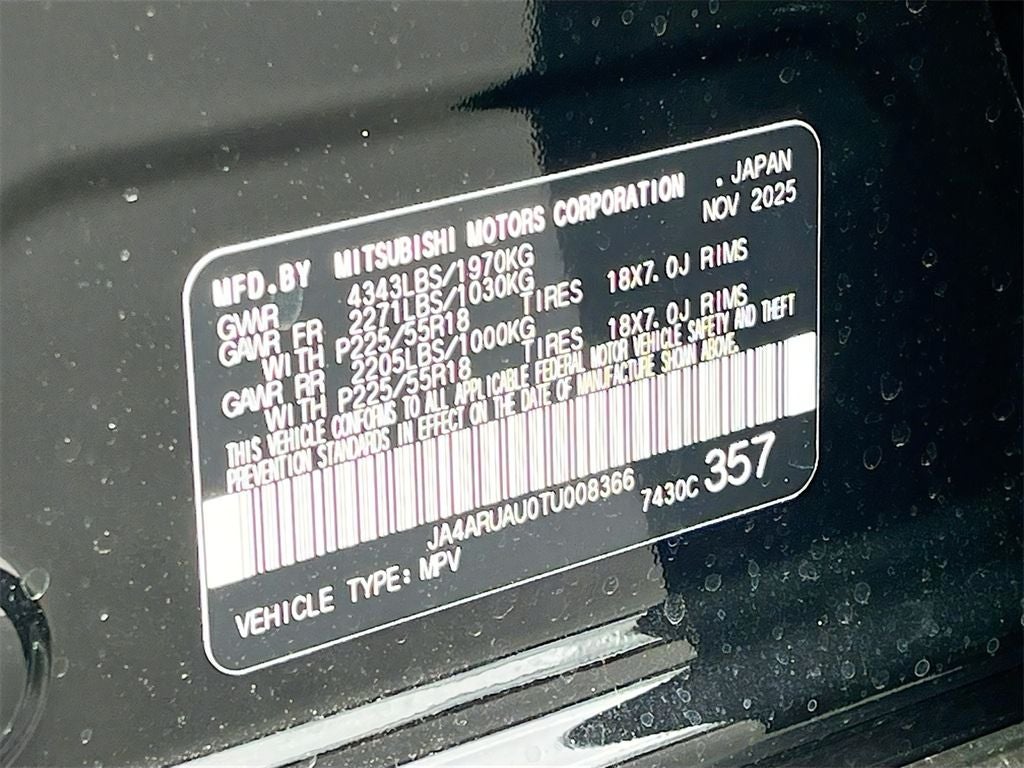 MFD.BY MITSUBISHI MOTORS CORPORATION . JAPAN
GVWR 4343LBS/1970KG NOV 2025
GAWR FR 2271LBS/1030KG
WITH P225/55R18 TIRES 18X7.0J RIMS
GAWR RR 2205LBS/1000KG
WITH P225/55R18 TIRES 18X7.0J RIMS
THIS VEHICLE CONFORMS TO ALL APPLICABLE FEDERAL MOTOR VEHICLE SAFETY AND THEFT
PREVENTION STANDARDS IN EFFECT ON THE DATE OF MANUFACTURE SHOWN ABOVE.
JA4ARUAU0TU008366 7430C 357
VEHICLE TYPE: MPV